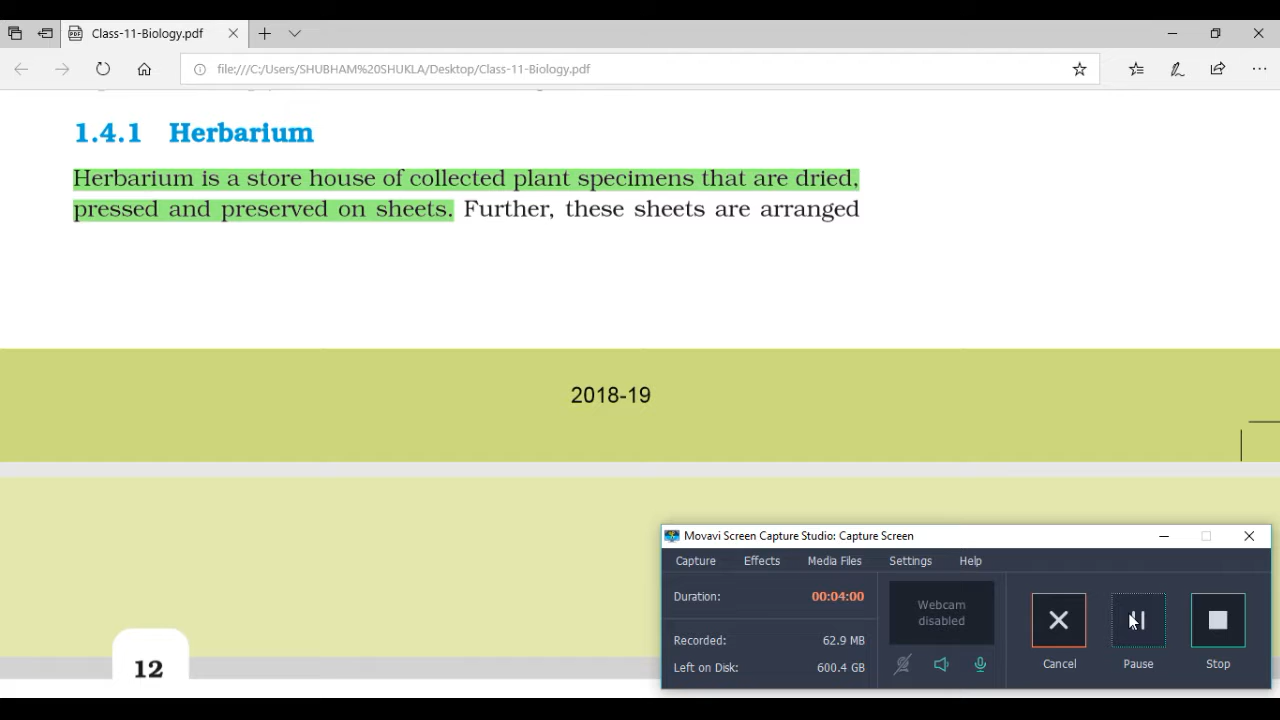 Class-11-Biology.pdf
file:///C:/Users/SHUBHAM%20SHUKLA/Desktop/Class-11-Biology.pdf
1.4.1 Herbarium
Herbarium is a store house of collected plant specimens that are dried,
pressed and preserved on sheets. Further, these sheets are arranged
2018-19
12
Movavi Screen Capture Studio: Capture Screen
Capture Effects Media Files Settings Help
Duration: 00:04:00
Recorded: 62.9 MB
Left on Disk: 600.4 GB
Webcam
disabled
Cancel Pause Stop